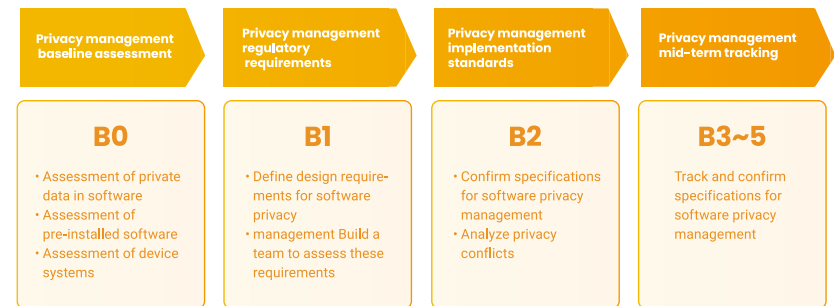 Privacy management
baseline assessment
Privacy management
regulatory
requirements
Privacy management
implementation
standards
Privacy management
mid-term tracking
B0
• Assessment of private
data in software
• Assessment of
pre-installed software
• Assessment of device
systems
B1
• Define design require-
ments for software
privacy
• management Build a
team to assess these
requirements
B2
• Confirm specifications
for software privacy
management
• Analyze privacy
conflicts
B3~5
Track and confirm
specifications for
software privacy
management